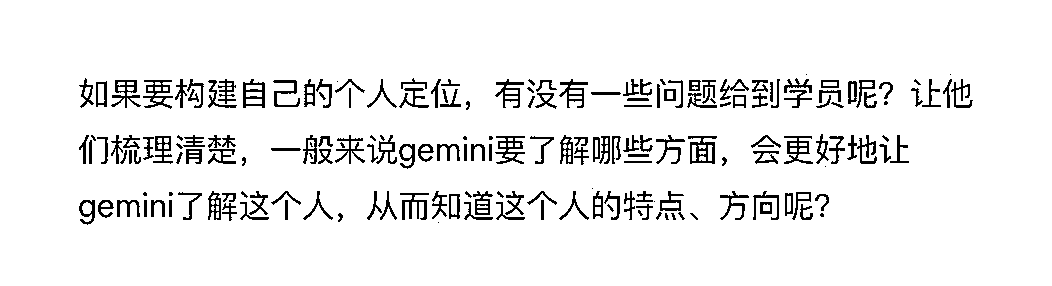 如果要构建自己的个人定位，有没有一些问题给到学员呢？让他
们梳理清楚，一般来说gemini要了解哪些方面，会更好地让
gemini了解这个人，从而知道这个人的特点、方向呢？